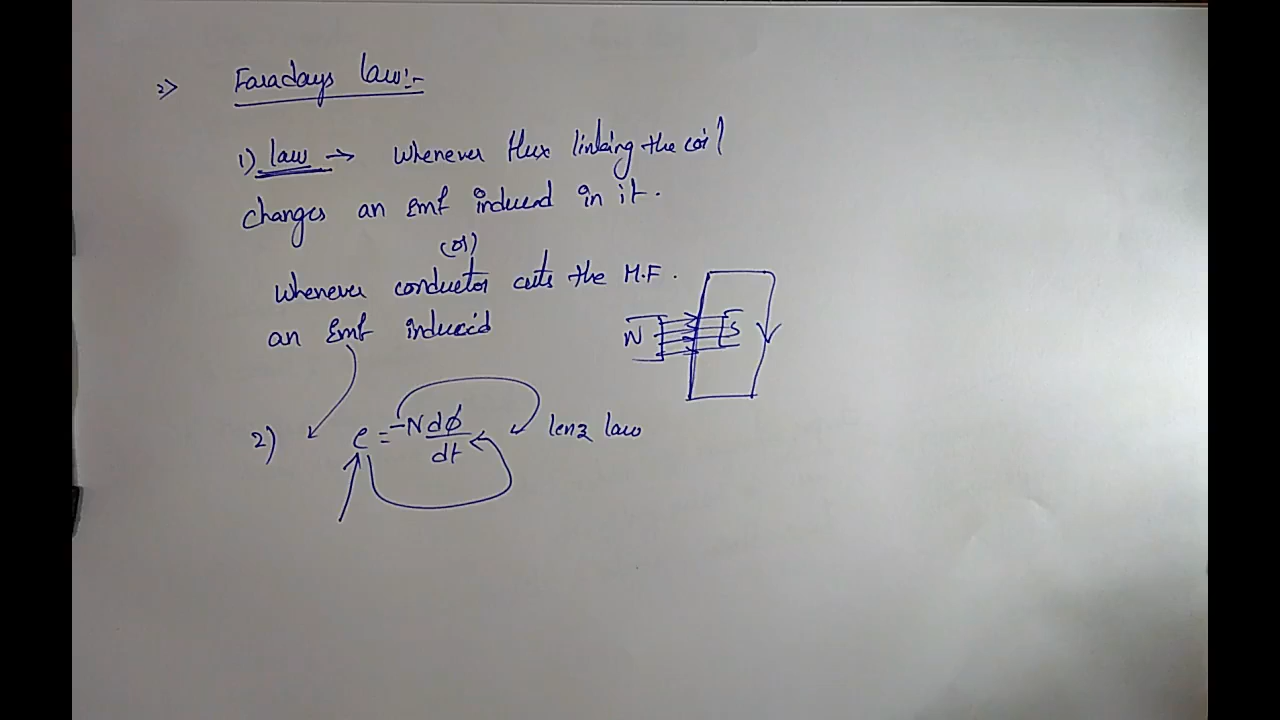 2>
Faradays law:-
1) law → Whenever flux linking the coil
changes an Emf induced in it.
(or)
Whenever conductor cuts the M.F.
an Emf induced
N S
2) e = -N dφ/dt lenz law